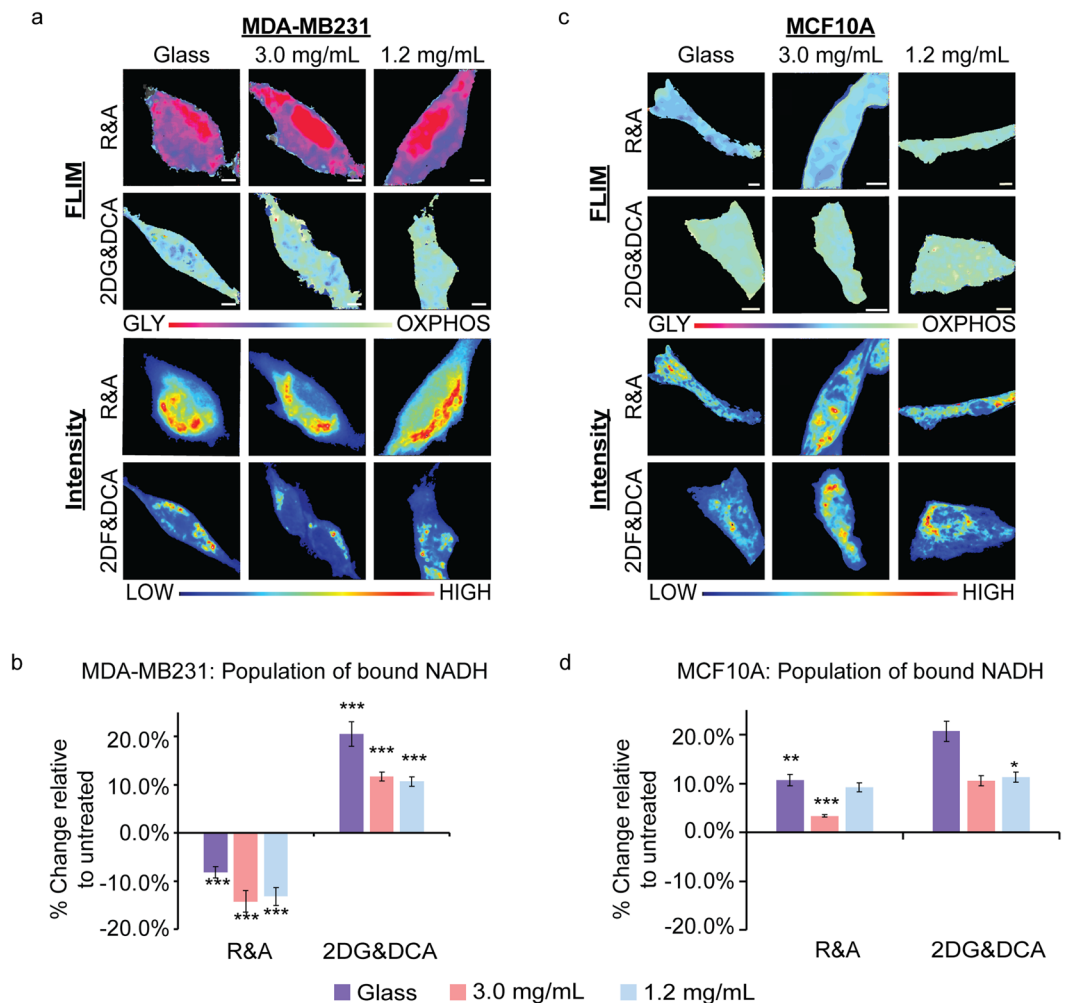 a
MDA-MB231
Glass 3.0 mg/mL 1.2 mg/mL
FLIM
R&A
2DG&DCA
GLY OXPHOS
Intensity
R&A
2DF&DCA
LOW HIGH
c
MCF10A
Glass 3.0 mg/mL 1.2 mg/mL
FLIM
R&A
2DG&DCA
GLY OXPHOS
Intensity
R&A
2DF&DCA
LOW HIGH
b
MDA-MB231: Population of bound NADH
% Change relative
to untreated
20.0%
10.0%
0.0%
-10.0%
-20.0%
*** *** ***
*** *** ***
R&A 2DG&DCA
d
MCF10A: Population of bound NADH
% Change relative
to untreated
20.0%
10.0%
0.0%
-10.0%
-20.0%
** *** *
R&A 2DG&DCA
Glass 3.0 mg/mL 1.2 mg/mL